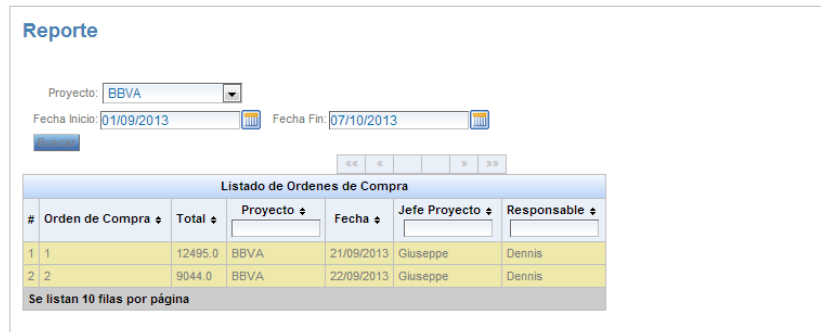 Reporte
Proyecto: BBVA
Fecha Inicio: 01/09/2013 Fecha Fin: 07/10/2013
Buscar
«« « » »»
Listado de Ordenes de Compra
# Orden de Compra Total Proyecto Fecha Jefe Proyecto Responsable
1 1 12495.0 BBVA 21/09/2013 Giuseppe Dennis
2 2 9044.0 BBVA 22/09/2013 Giuseppe Dennis
Se listan 10 filas por página